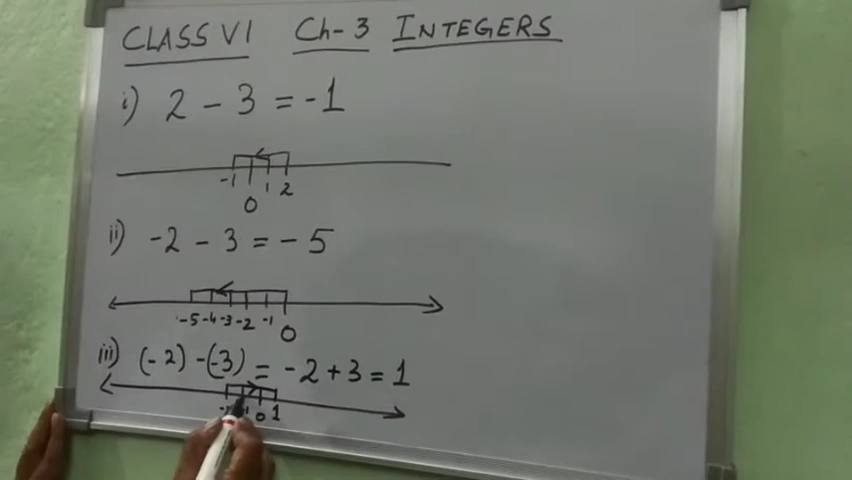 CLASS VI Ch-3 INTEGERS
i) 2 - 3 = -1
-1 0 1 2
ii) -2 - 3 = -5
-5 -4 -3 -2 -1 0
iii) (-2) -(-3) = -2+3 = 1
0 1